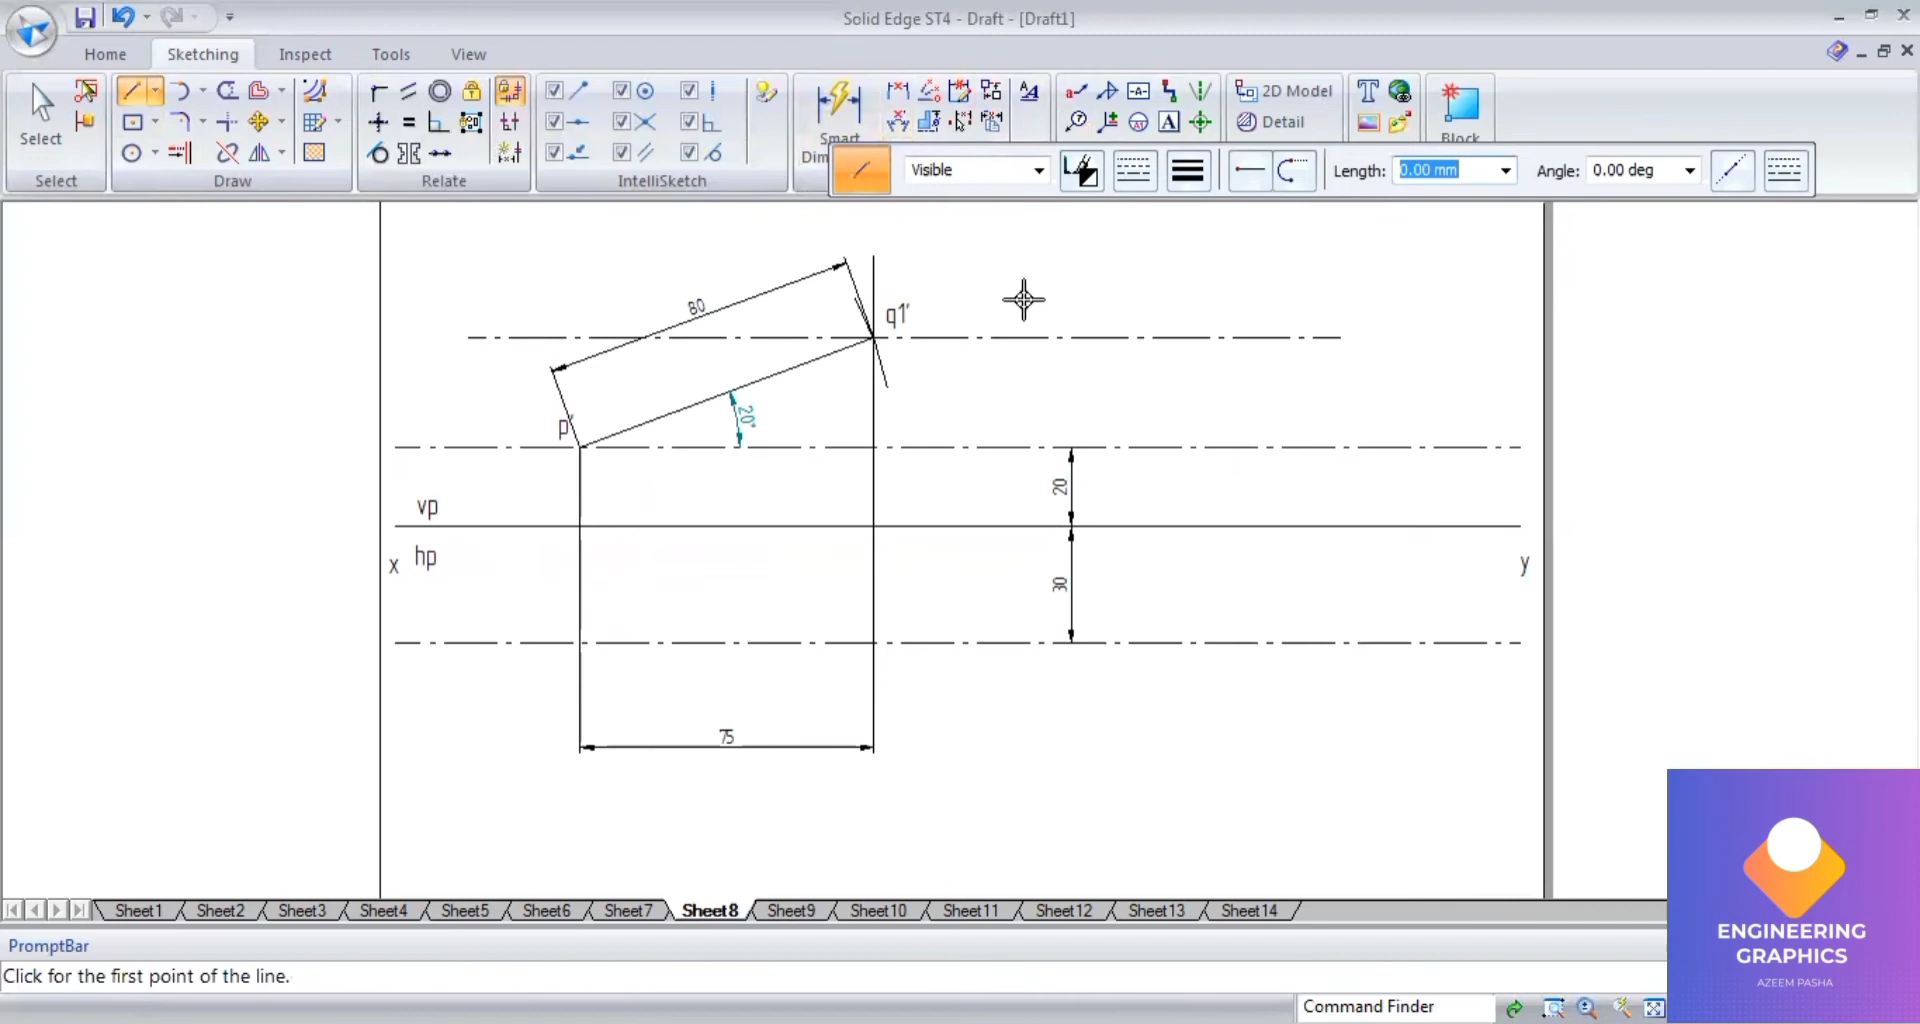 Solid Edge ST4 - Draft - [Draft1]
Home Sketching Inspect Tools View
2D Model
Select Smart Detail Block
Dim
Visible Length: 0.00 mm Angle: 0.00 deg
Select Draw Relate IntelliSketch
80
q1'
20°
p'
vp 20
x hp y
30
75
Sheet1 Sheet2 Sheet3 Sheet4 Sheet5 Sheet6 Sheet7 Sheet8 Sheet9 Sheet10 Sheet11 Sheet12 Sheet13 Sheet14
PromptBar
Click for the first point of the line.
Command Finder
ENGINEERING
GRAPHICS
AZEEM PASHA